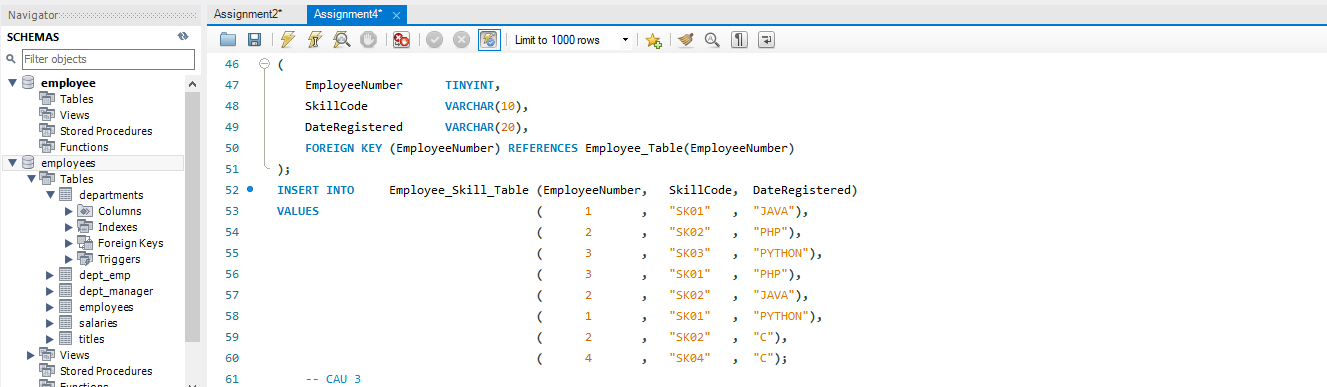 Navigator
SCHEMAS
Filter objects
employee
Tables
Views
Stored Procedures
Functions
employees
Tables
departments
Columns
Indexes
Foreign Keys
Triggers
dept_emp
dept_manager
employees
salaries
titles
Views
Stored Procedures
Functions
Assignment2*
Assignment4*
Limit to 1000 rows
46 (
47 EmployeeNumber TINYINT,
48 SkillCode VARCHAR(10),
49 DateRegistered VARCHAR(20),
50 FOREIGN KEY (EmployeeNumber) REFERENCES Employee_Table(EmployeeNumber)
51 );
52 INSERT INTO Employee_Skill_Table (EmployeeNumber, SkillCode, DateRegistered)
53 VALUES ( 1 , "SK01" , "JAVA"),
54 ( 2 , "SK02" , "PHP"),
55 ( 3 , "SK03" , "PYTHON"),
56 ( 3 , "SK01" , "PHP"),
57 ( 2 , "SK02" , "JAVA"),
58 ( 1 , "SK01" , "PYTHON"),
59 ( 2 , "SK02" , "C"),
60 ( 4 , "SK04" , "C");
61 -- CAU 3